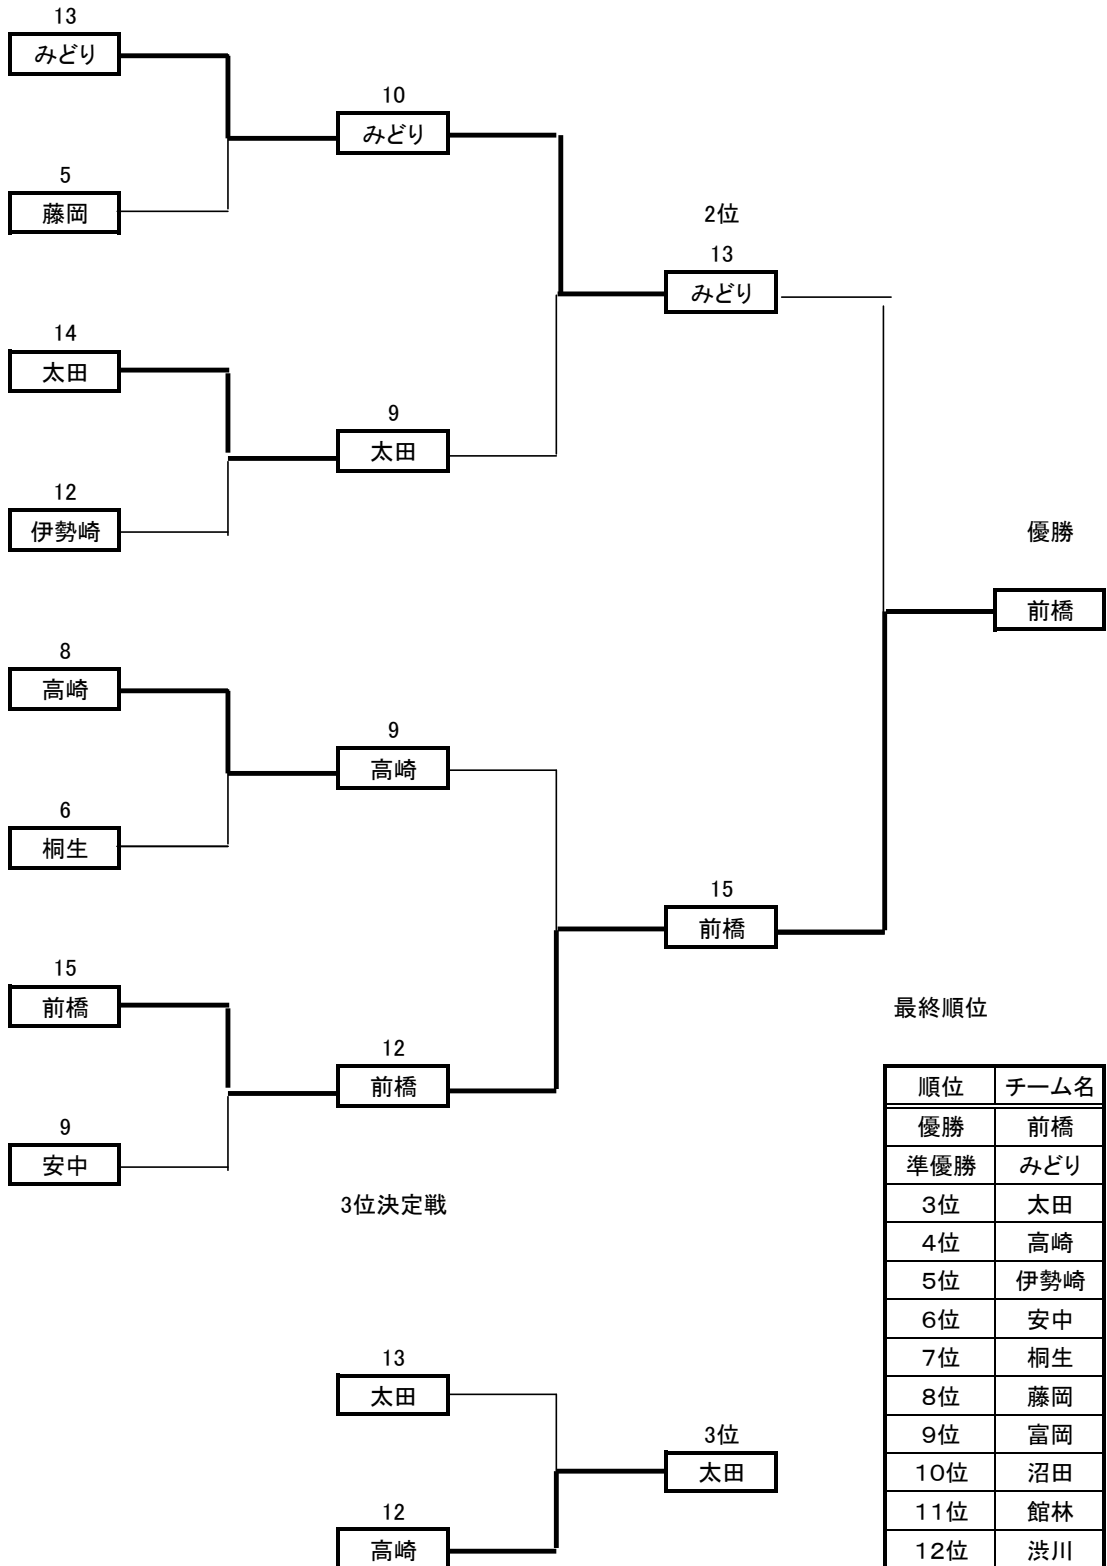 13
みどり
10
みどり
5
藤岡
2位
13
みどり
14
太田
9
太田
12
伊勢崎
優勝
前橋
8
高崎
9
高崎
6
桐生
15
前橋
15
前橋
最終順位
12
前橋
9
安中
3位決定戦
13
太田
3位
太田
12
高崎
順位 チーム名
優勝 前橋
準優勝 みどり
3位 太田
4位 高崎
5位 伊勢崎
6位 安中
7位 桐生
8位 藤岡
9位 富岡
10位 沼田
11位 館林
12位 渋川